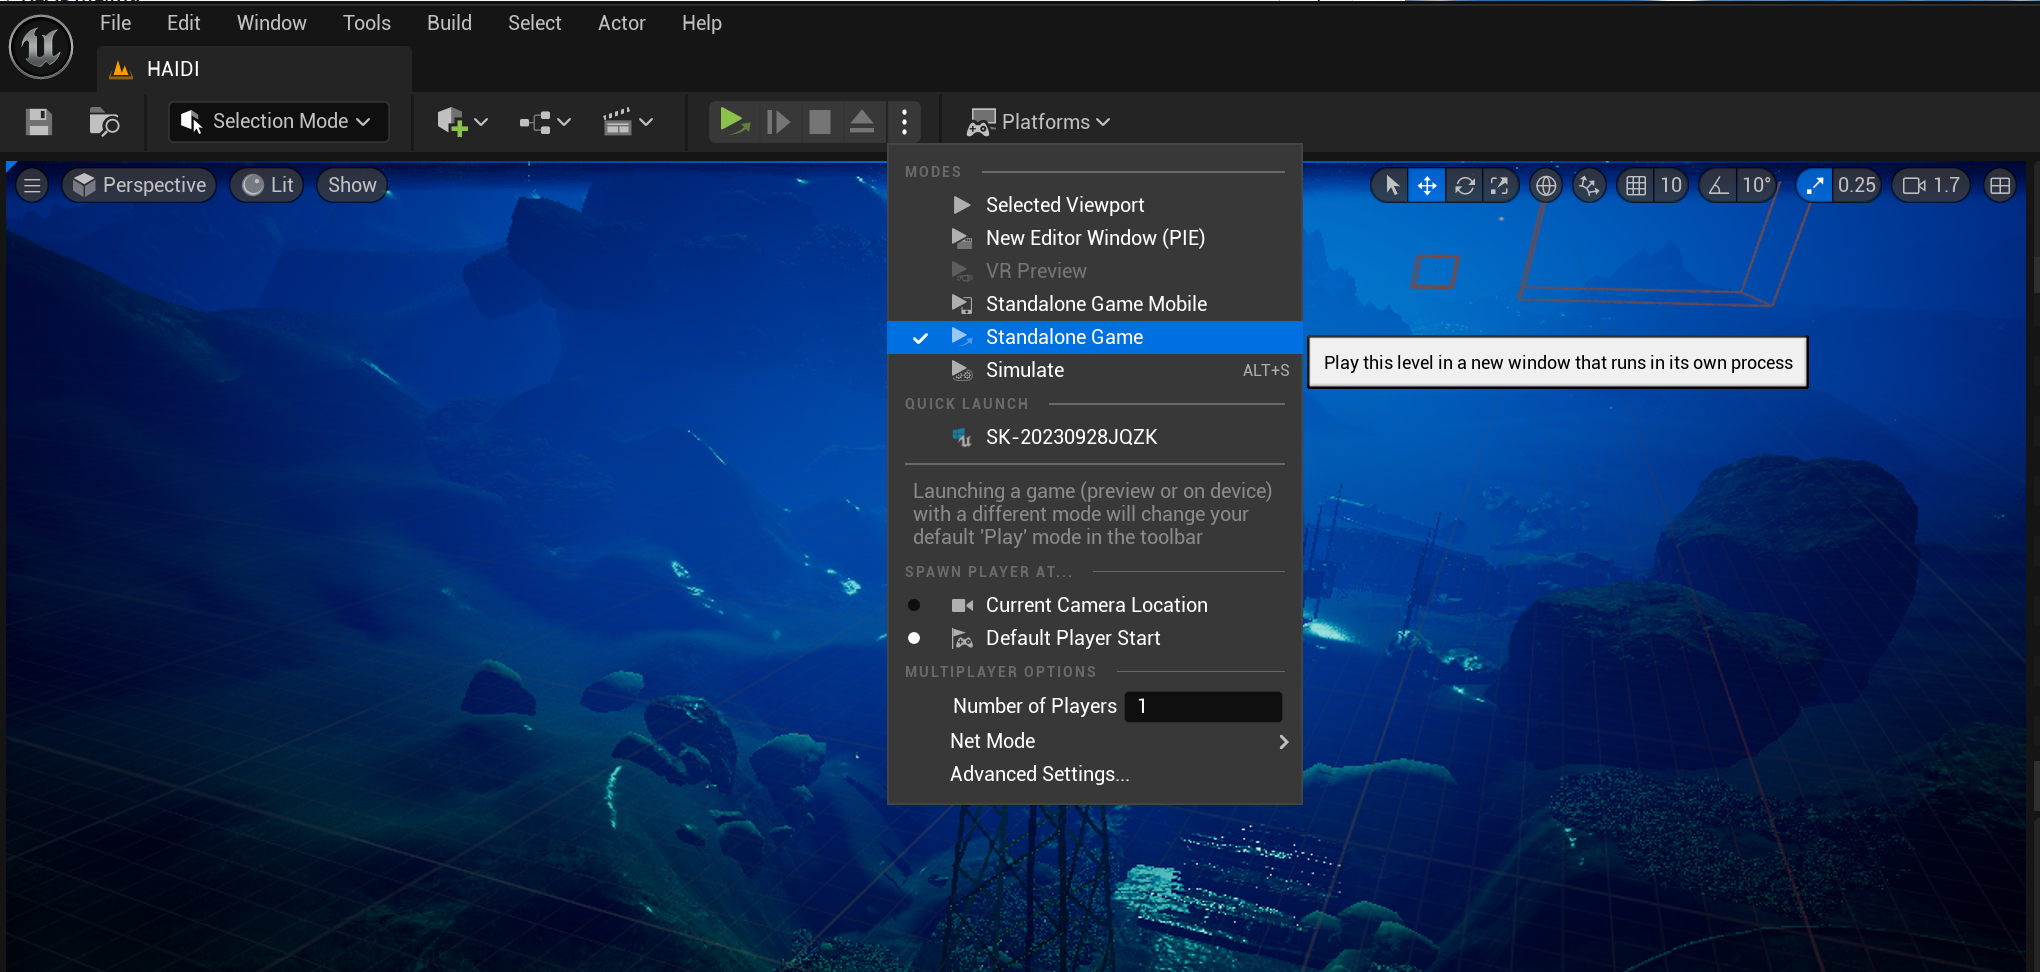 File Edit Window Tools Build Select Actor Help
HAIDI
Selection Mode Platforms
Perspective Lit Show 10 10° 0.25 1.7
MODES
Selected Viewport
New Editor Window (PIE)
VR Preview
Standalone Game Mobile
Standalone Game
Play this level in a new window that runs in its own process
Simulate ALT+S
QUICK LAUNCH
SK-20230928JQZK
Launching a game (preview or on device)
with a different mode will change your
default 'Play' mode in the toolbar
SPAWN PLAYER AT...
Current Camera Location
Default Player Start
MULTIPLAYER OPTIONS
Number of Players 1
Net Mode
Advanced Settings...